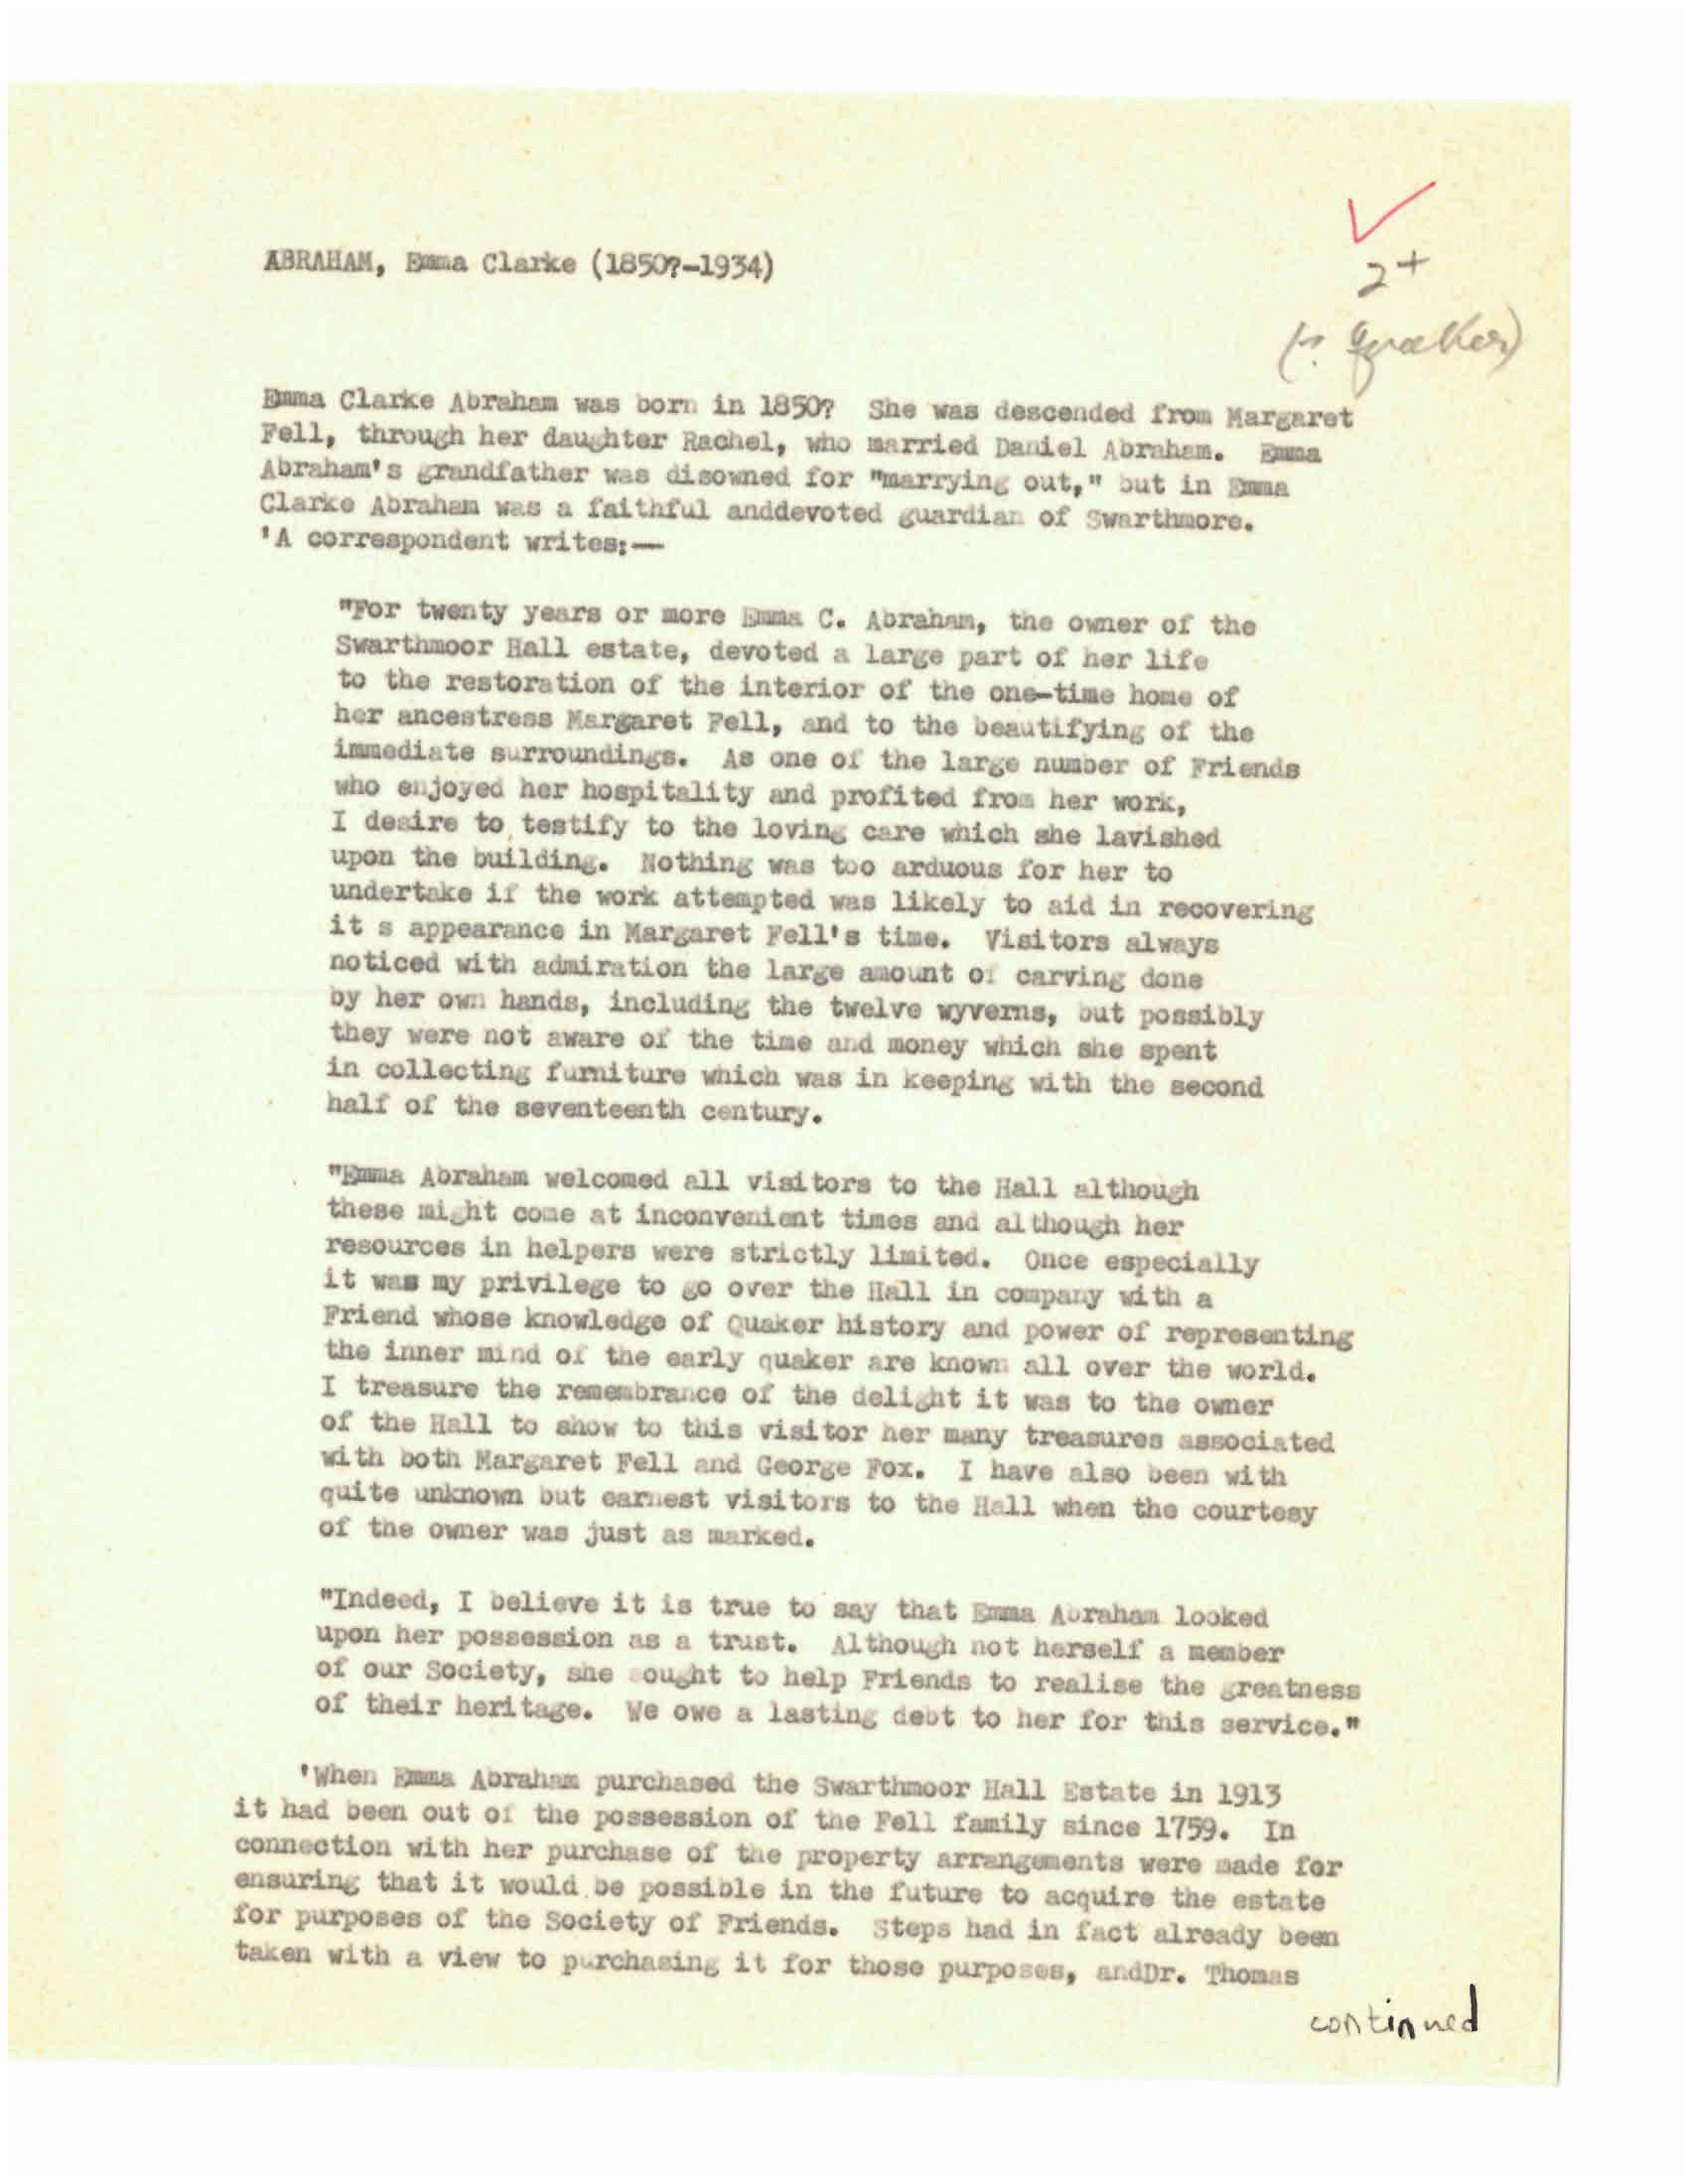 ABRAHAM, Emma Clarke (1850?-1934)
2+
Quaker)
Emma Clarke Abraham was born in 1850? She was descended from Margaret
Fell, through her daughter Rachel, who married Daniel Abraham. Emma
Abraham's grandfather was disowned for "marrying out," but in Emma
Clarke Abraham was a faithful anddevoted guardian of Swarthmore.
'A correspondent writes:—
"For twenty years or more Emma C. Abraham, the owner of the
Swarthmoor Hall estate, devoted a large part of her life
to the restoration of the interior of the one-time home of
her ancestress Margaret Fell, and to the beautifying of the
immediate surroundings. As one of the large number of Friends
who enjoyed her hospitality and profited from her work,
I desire to testify to the loving care which she lavished
upon the building. Nothing was too arduous for her to
undertake if the work attempted was likely to aid in recovering
it s appearance in Margaret Fell's time. Visitors always
noticed with admiration the large amount of carving done
by her own hands, including the twelve wyverns, but possibly
they were not aware of the time and money which she spent
in collecting furniture which was in keeping with the second
half of the seventeenth century.
"Emma Abraham welcomed all visitors to the Hall although
these might come at inconvenient times and although her
resources in helpers were strictly limited. Once especially
it was my privilege to go over the Hall in company with a
Friend whose knowledge of Quaker history and power of representing
the inner mind of the early quaker are known all over the world.
I treasure the remembrance of the delight it was to the owner
of the Hall to show to this visitor her many treasures associated
with both Margaret Fell and George Fox. I have also been with
quite unknown but earnest visitors to the Hall when the courtesy
of the owner was just as marked.
"Indeed, I believe it is true to say that Emma Abraham looked
upon her possession as a trust. Although not herself a member
of our Society, she sought to help Friends to realise the greatness
of their heritage. We owe a lasting debt to her for this service."
'When Emma Abraham purchased the Swarthmoor Hall Estate in 1913
it had been out of the possession of the Fell family since 1759. In
connection with her purchase of the property arrangements were made for
ensuring that it would be possible in the future to acquire the estate
for purposes of the Society of Friends. Steps had in fact already been
taken with a view to purchasing it for those purposes, andDr. Thomas
continued